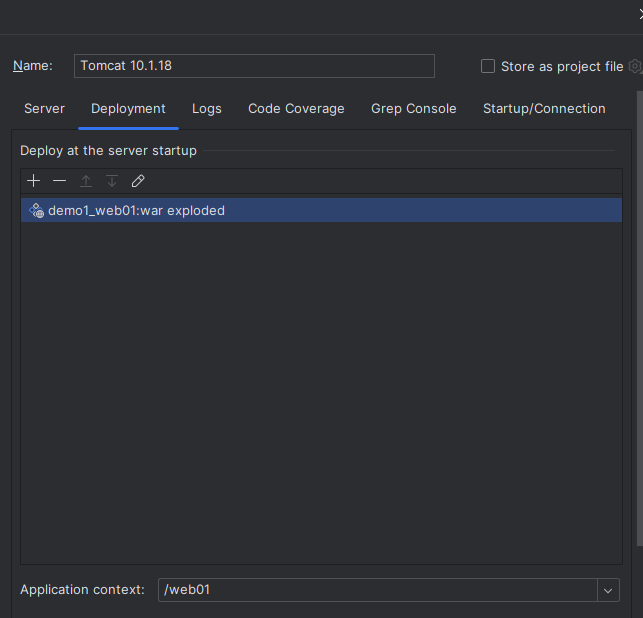 Name: Tomcat 10.1.18 Store as project file
Server Deployment Logs Code Coverage Grep Console Startup/Connection
Deploy at the server startup
demo1_web01:war exploded
Application context: /web01